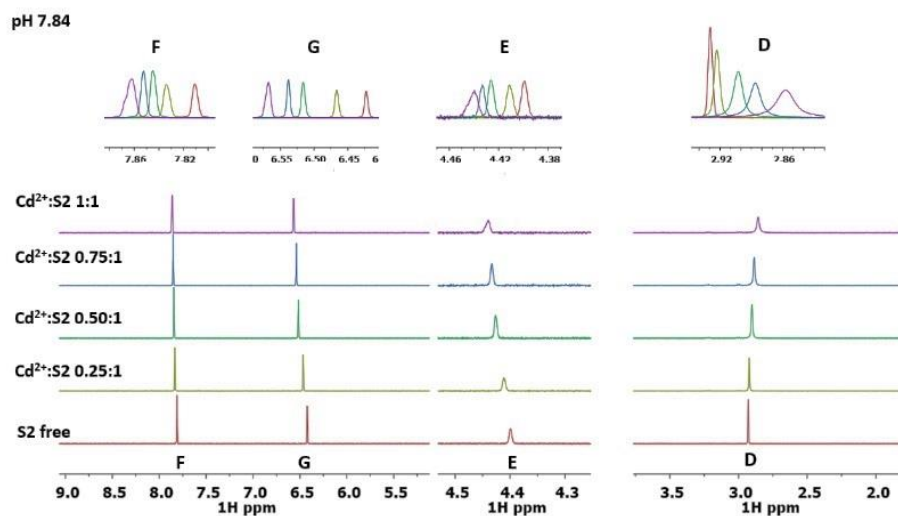 pH 7.84
F G E D
7.86 7.82
0 6.55 6.50 6.45 6
4.46 4.42 4.38
2.92 2.86
Cd²⁺:S2 1:1
Cd²⁺:S2 0.75:1
Cd²⁺:S2 0.50:1
Cd²⁺:S2 0.25:1
S2 free
F G E D
9.0 8.0 7.5 7.0 6.5 6.0 5.5 4.5 4.4 4.3 3.5 3.0 2.5 2.0
1H ppm 1H ppm 1H ppm